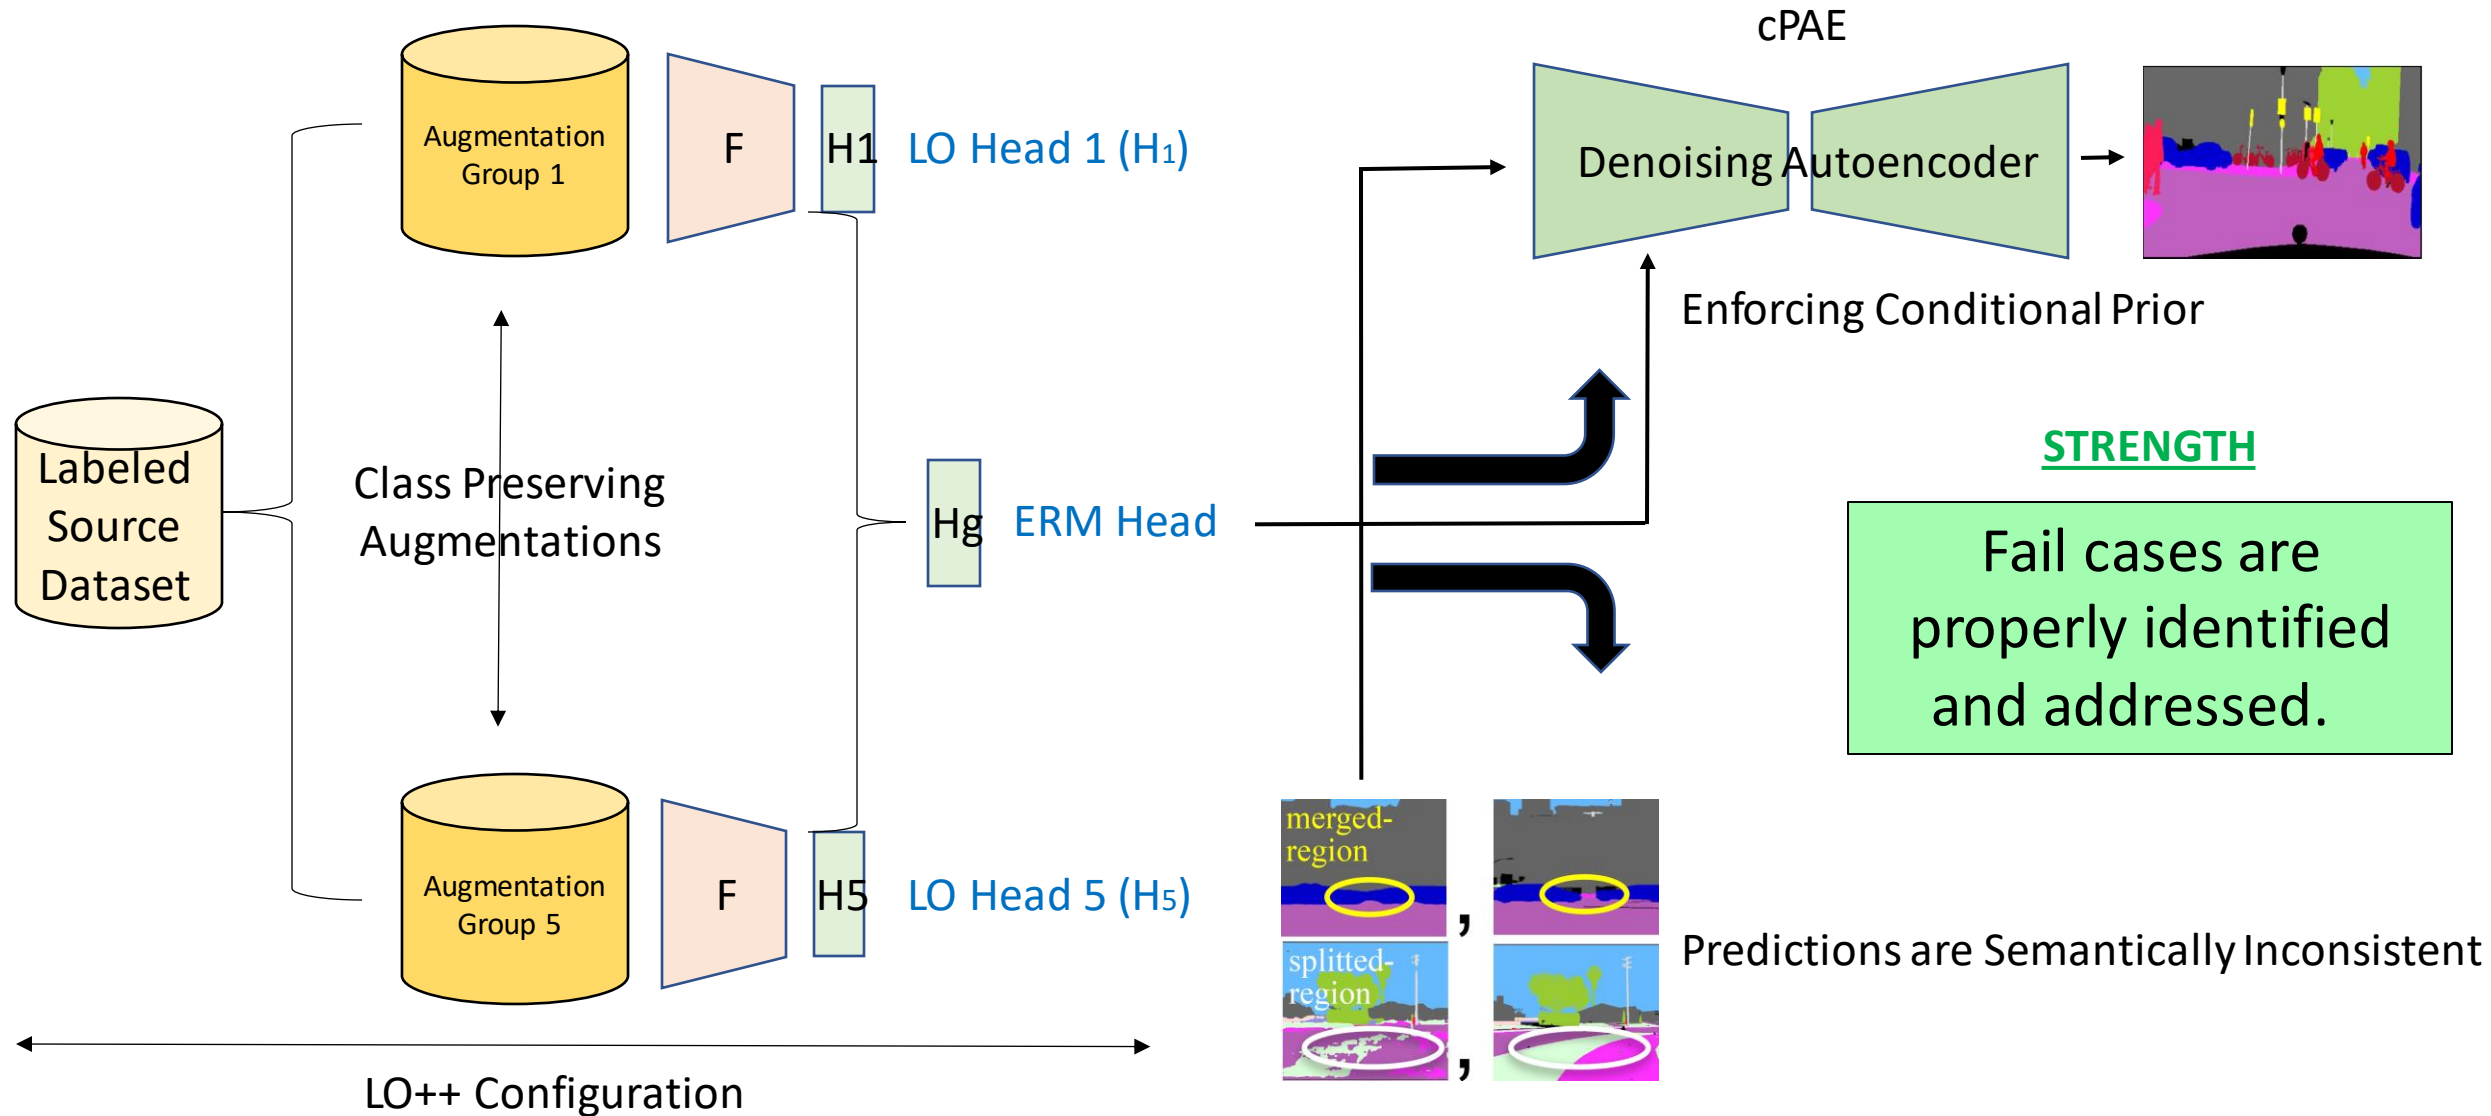 cPAE
Augmentation
Group 1
F
H1
LO Head 1 (H1)
Denoising Autoencoder
Enforcing Conditional Prior
Labeled
Source
Dataset
Class Preserving
Augmentations
Hg
ERM Head
STRENGTH
Fail cases are
properly identified
and addressed.
Augmentation
Group 5
F
H5
LO Head 5 (H5)
merged-
region
,
splitted-
region
,
Predictions are Semantically Inconsistent
LO++ Configuration